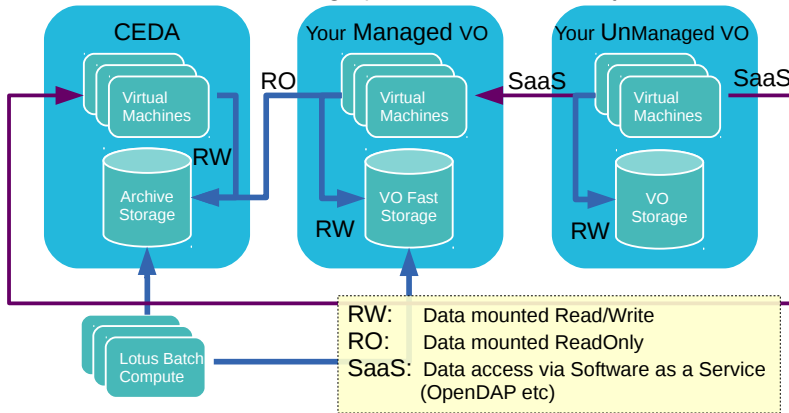 CEDA
Your Managed VO
Your UnManaged VO
RO
SaaS
SaaS
Virtual
Machines
Virtual
Machines
Virtual
Machines
RW
Archive
Storage
VO Fast
Storage
VO
Storage
RW
RW
Lotus Batch
Compute
RW: Data mounted Read/Write
RO: Data mounted ReadOnly
SaaS: Data access via Software as a Service
(OpenDAP etc)